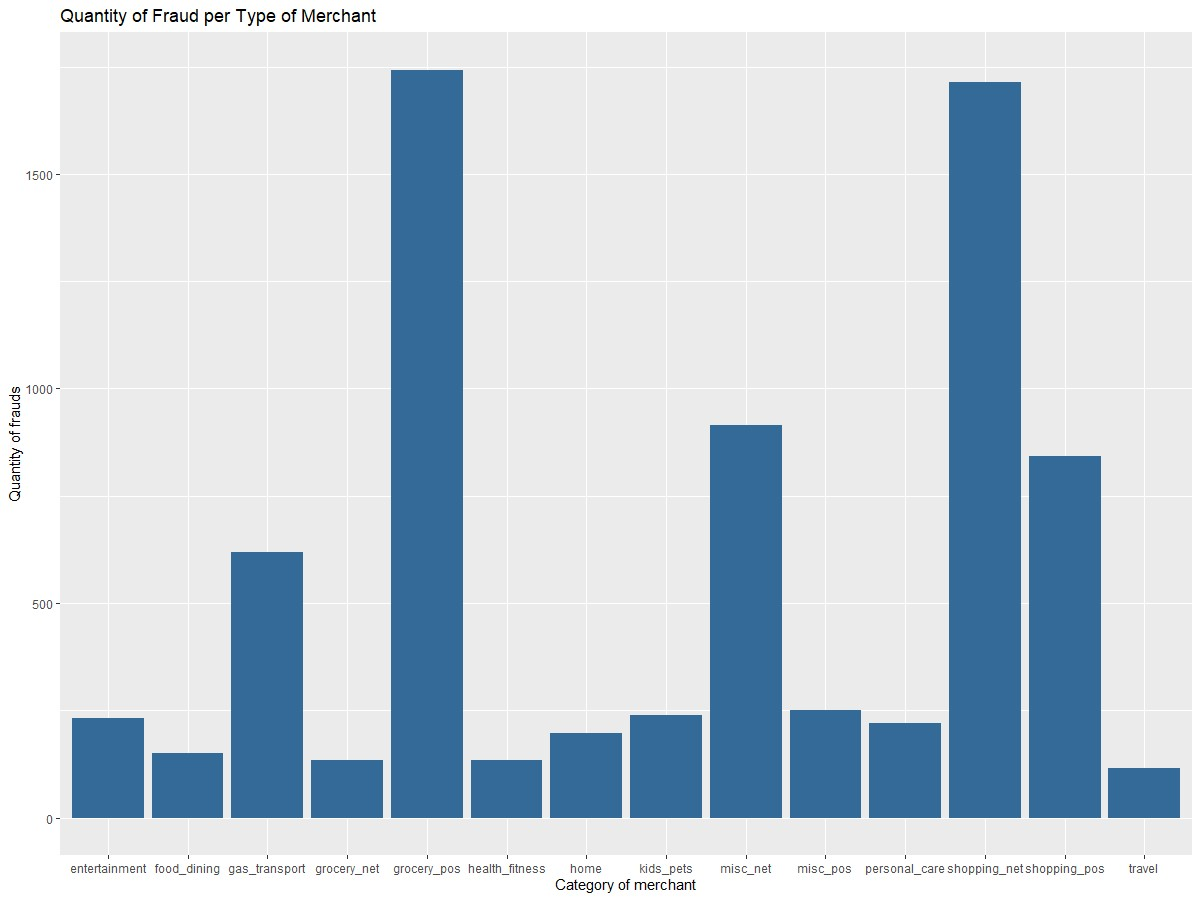 Quantity of Fraud per Type of Merchant
Quantity of frauds
1500
1000
500
0
entertainment food_dining gas_transport grocery_net grocery_pos health_fitness home kids_pets misc_net misc_pos personal_care shopping_net shopping_pos travel
Category of merchant